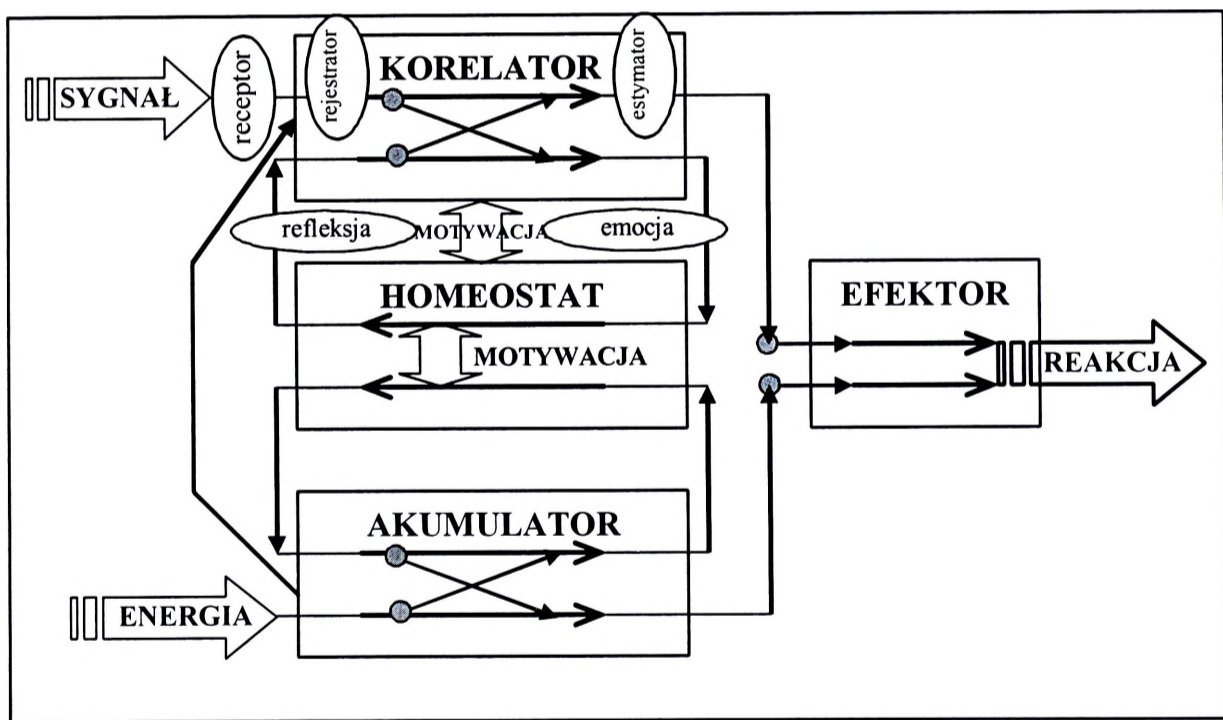 SYGNAŁ
receptor
rejestrator
KORELATOR
estymator
refleksja
MOTYWACJA
emocja
HOMEOSTAT
MOTYWACJA
EFEKTOR
REAKCJA
AKUMULATOR
ENERGIA